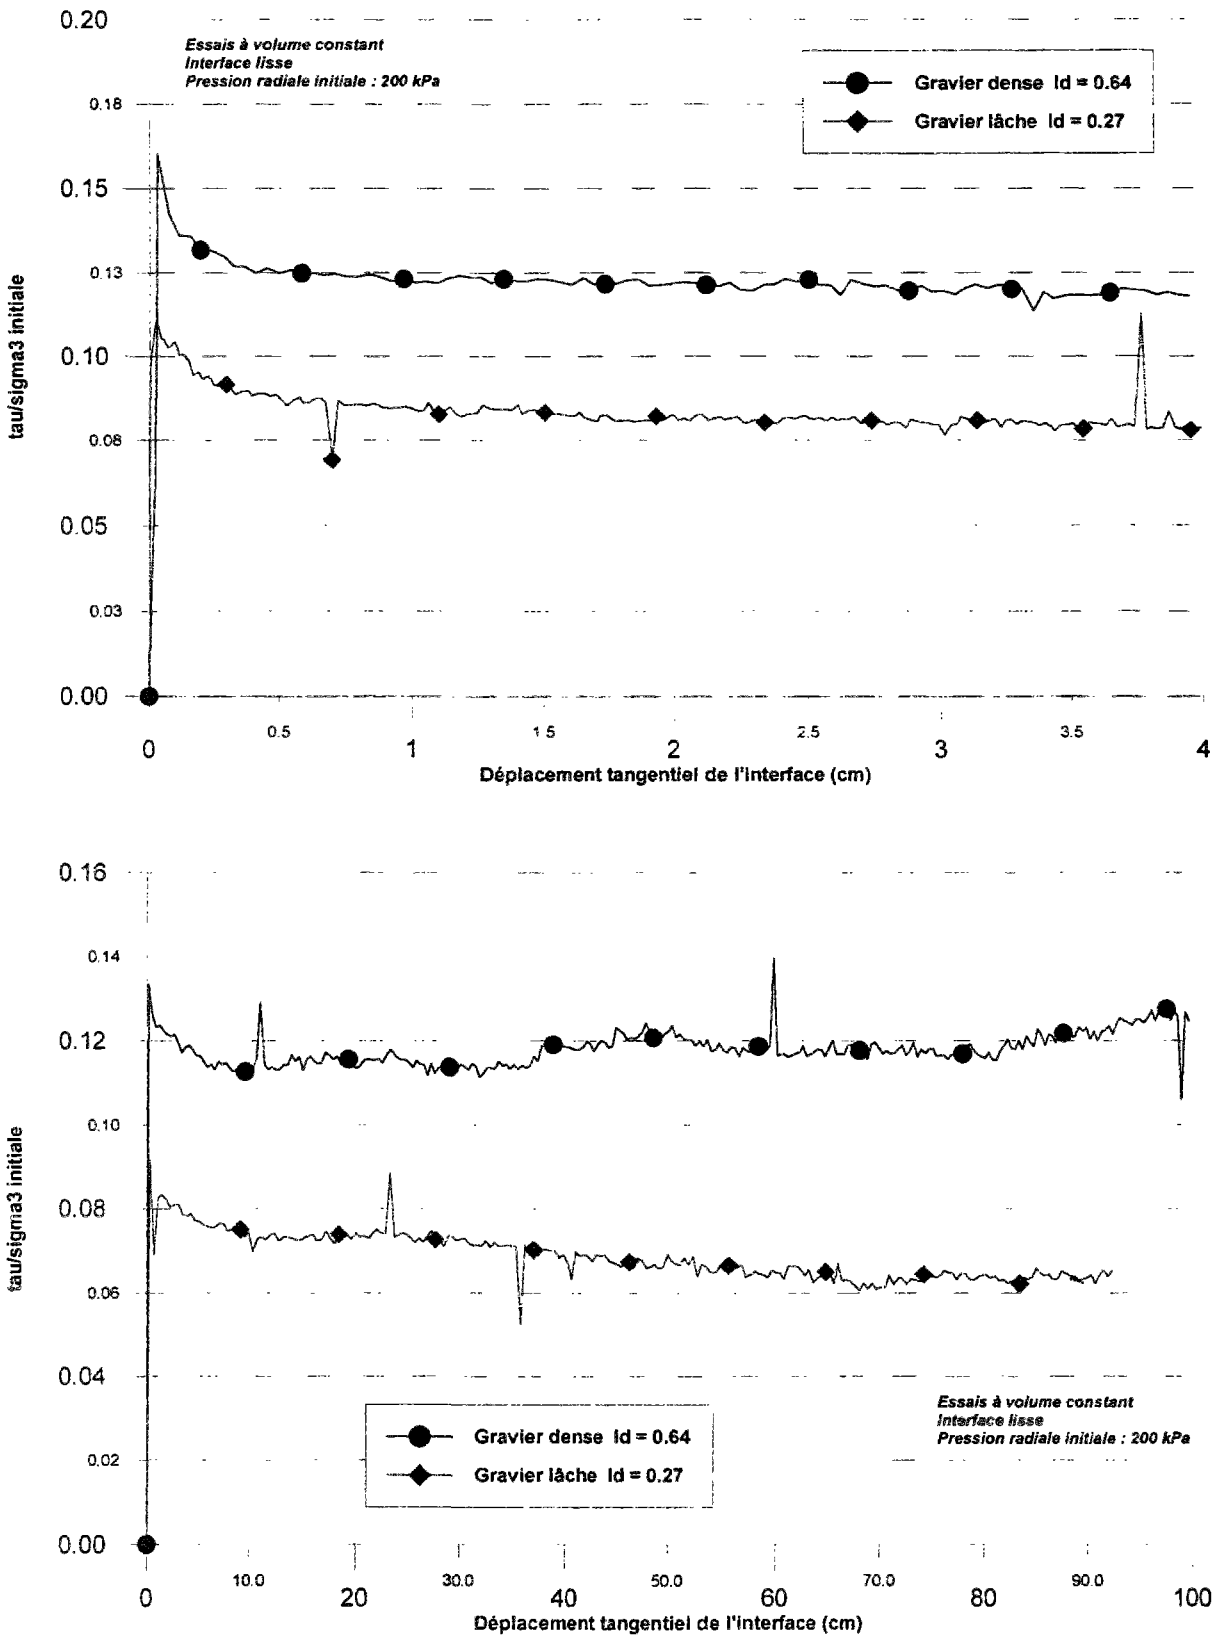 0.20
Essais à volume constant
Interface lisse
Pression radiale initiale : 200 kPa
Gravier dense Id = 0.64
Gravier lâche Id = 0.27
0.18
0.15
0.13
0.10
0.08
0.05
0.03
0.00
tau/sigma3 initiale
0 0.5 1 1.5 2 2.5 3 3.5 4
Déplacement tangentiel de l'interface (cm)
0.16
0.14
0.12
0.10
0.08
0.06
0.04
0.02
0.00
tau/sigma3 initiale
Essais à volume constant
Interface lisse
Pression radiale initiale : 200 kPa
Gravier dense Id = 0.64
Gravier lâche Id = 0.27
0 10.0 20 30.0 40 50.0 60 70.0 80 90.0 100
Déplacement tangentiel de l'interface (cm)